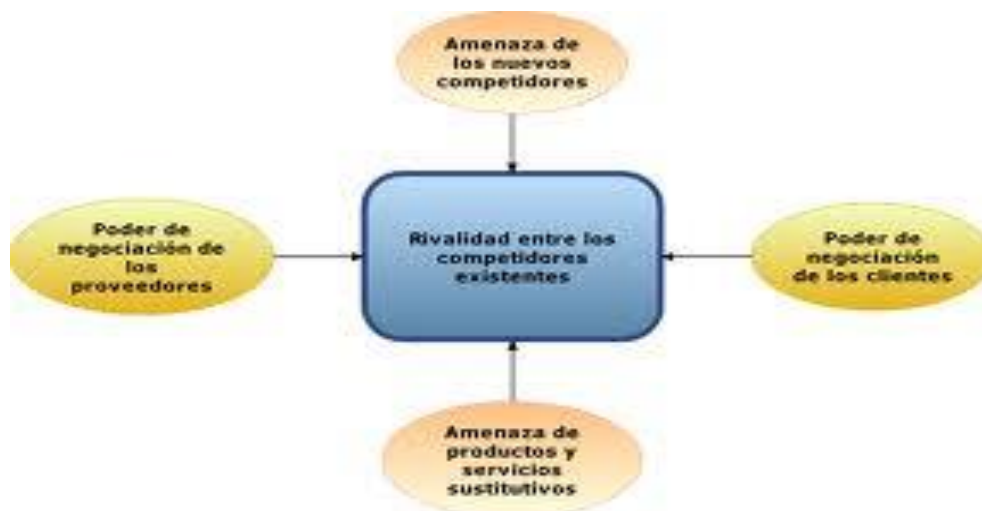 Amenaza de
los nuevos
competidores
Poder de
negociación de
los
proveedores
Rivalidad entre los
competidores
existentes
Poder de
negociación
de los clientes
Amenaza de
productos y
servicios
sustitutivos